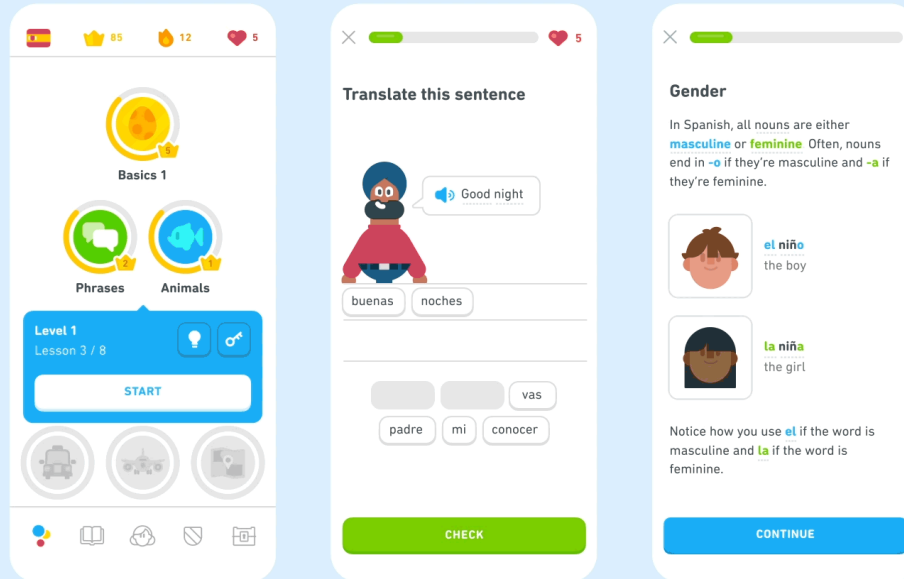 85
12
5
5
Basics 1
2
1
Phrases
Animals
Level 1
Lesson 3 / 8
START
5
Translate this sentence
Good night
buenas
noches
vas
padre
mi
conocer
CHECK
Gender
In Spanish, all nouns are either
masculine or feminine Often, nouns
end in -o if they're masculine and -a if
they're feminine.
el niño
the boy
la niña
the girl
Notice how you use el if the word is
masculine and la if the word is
feminine.
CONTINUE